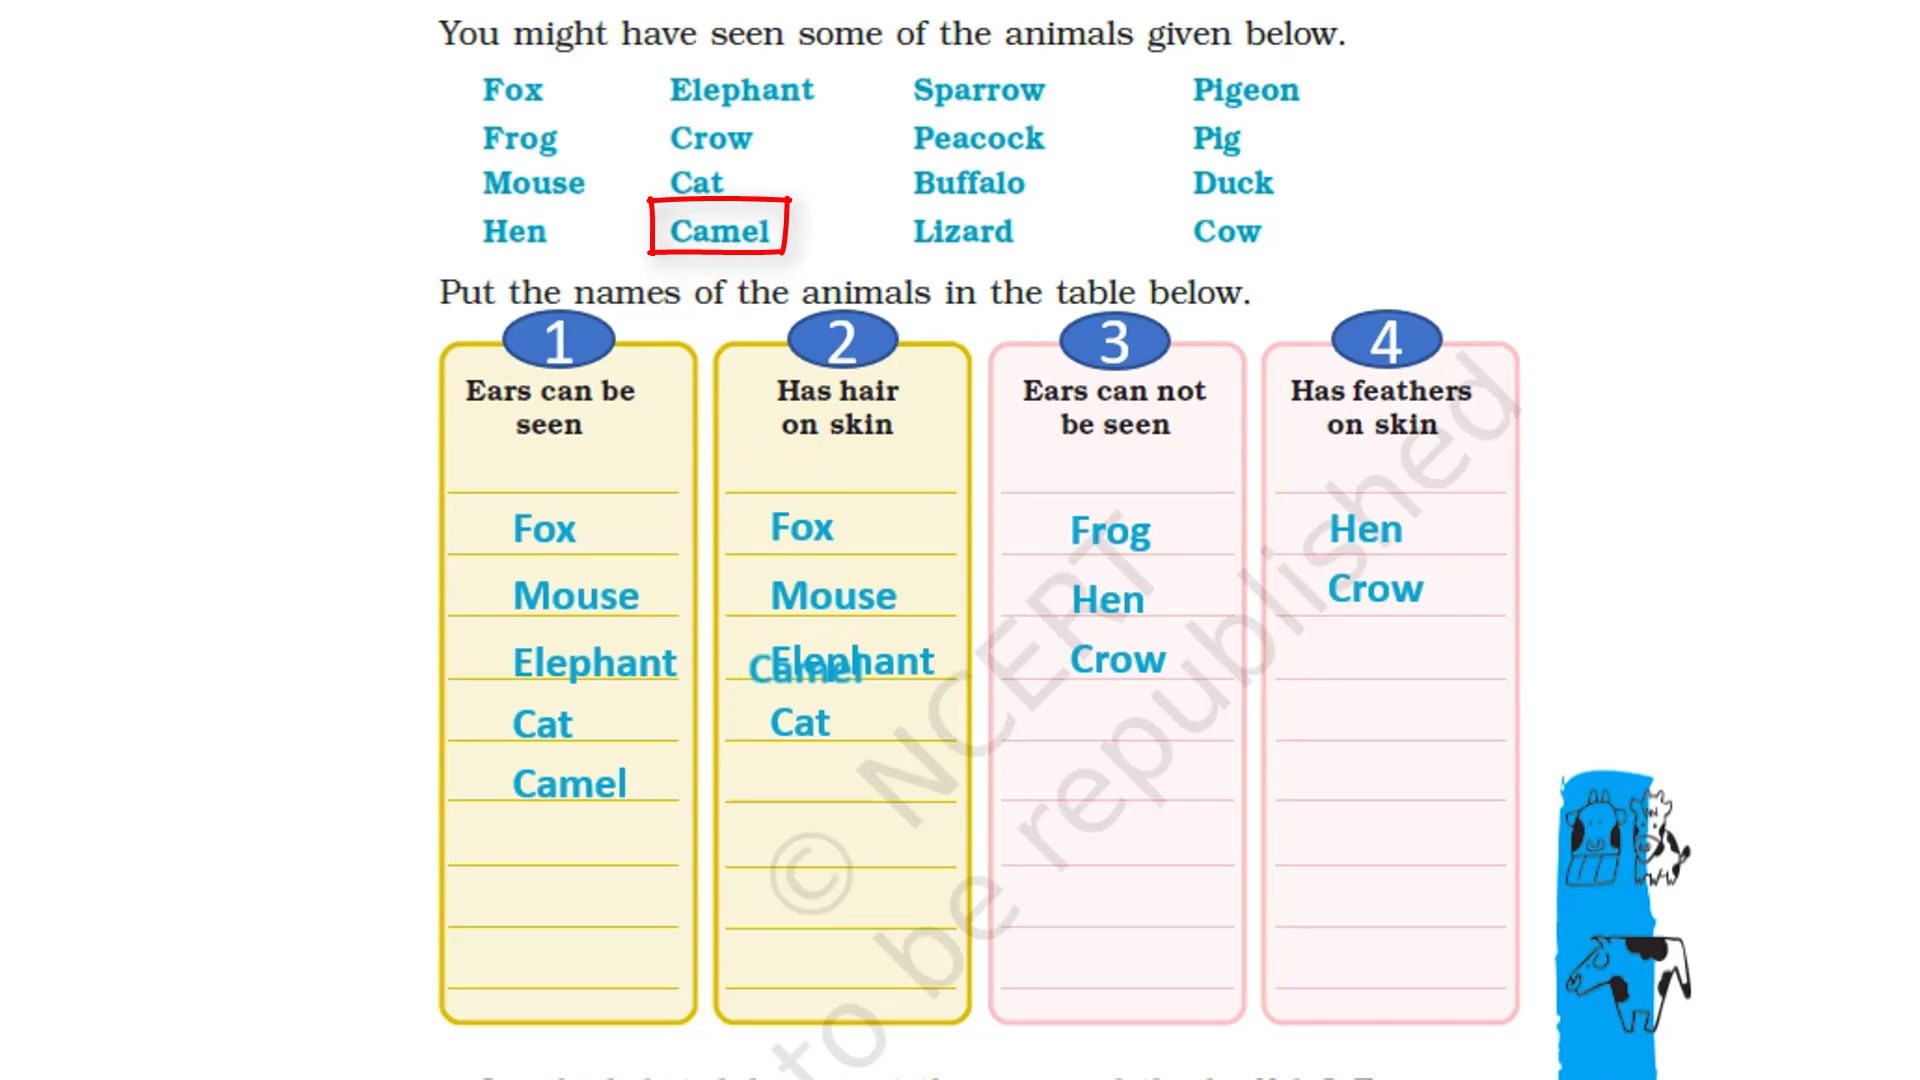 You might have seen some of the animals given below.
Fox Elephant Sparrow Pigeon
Frog Crow Peacock Pig
Mouse Cat Buffalo Duck
Hen Camel Lizard Cow
Put the names of the animals in the table below.
1 2 3 4
Ears can be seen
Has hair on skin
Ears can not be seen
Has feathers on skin
Fox
Mouse
Elephant
Cat
Camel
Fox
Mouse
Elephant
Camel
Cat
Frog
Hen
Crow
Hen
Crow
© NCERT
to be republished